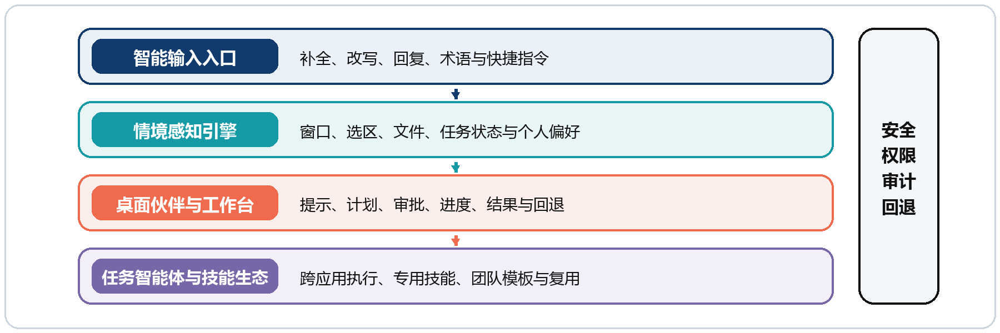 智能输入入口
补全、改写、回复、术语与快捷指令
情境感知引擎
窗口、选区、文件、任务状态与个人偏好
桌面伙伴与工作台
提示、计划、审批、进度、结果与回退
任务智能体与技能生态
跨应用执行、专用技能、团队模板与复用
安全
权限
审计
回退